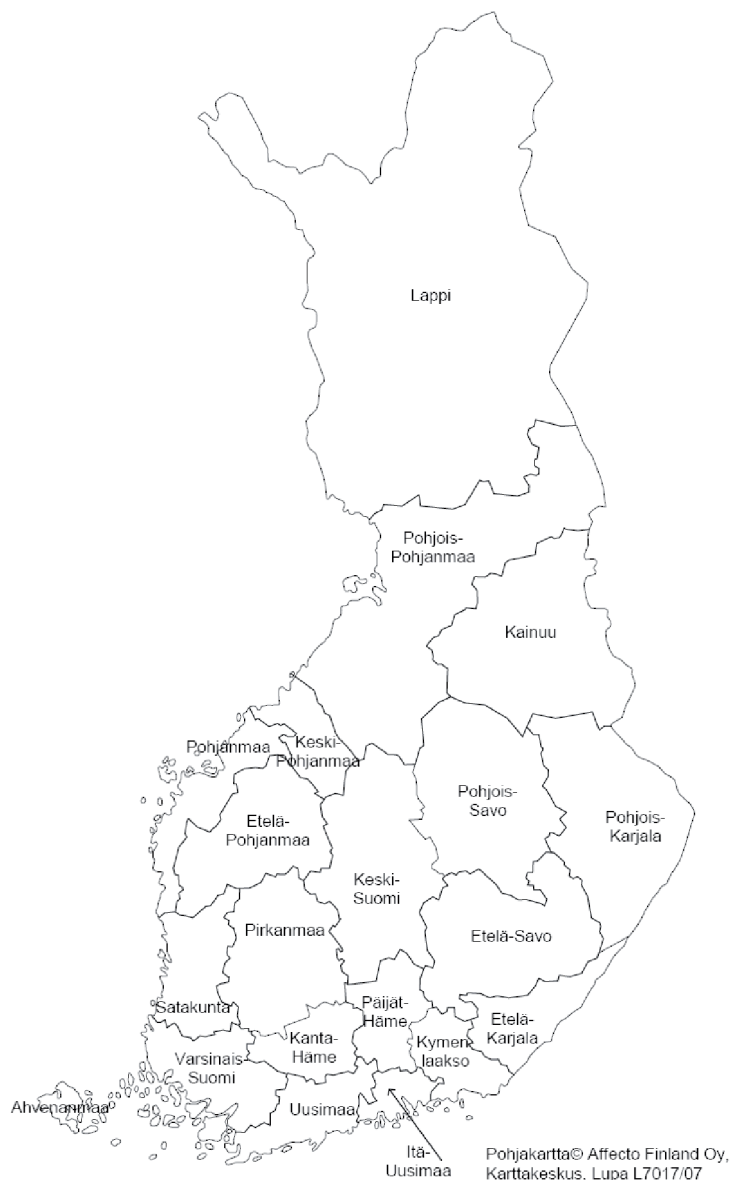 Lappi
Pohjois-
Pohjanmaa
Kainuu
Pohjanmaa
Keski-
Pohjanmaa
Etelä-
Pohjanmaa
Pohjois-
Savo
Pohjois-
Karjala
Keski-
Suomi
Pirkanmaa
Etelä-Savo
Satakunta
Päijät-
Häme
Etelä-
Karjala
Kanta-
Häme
Kymen-
laakso
Varsinais-
Suomi
Ahvenanmaa
Uusimaa
Itä-
Uusimaa
Pohjakartta© Affecto Finland Oy,
Karttakeskus, Lupa L7017/07